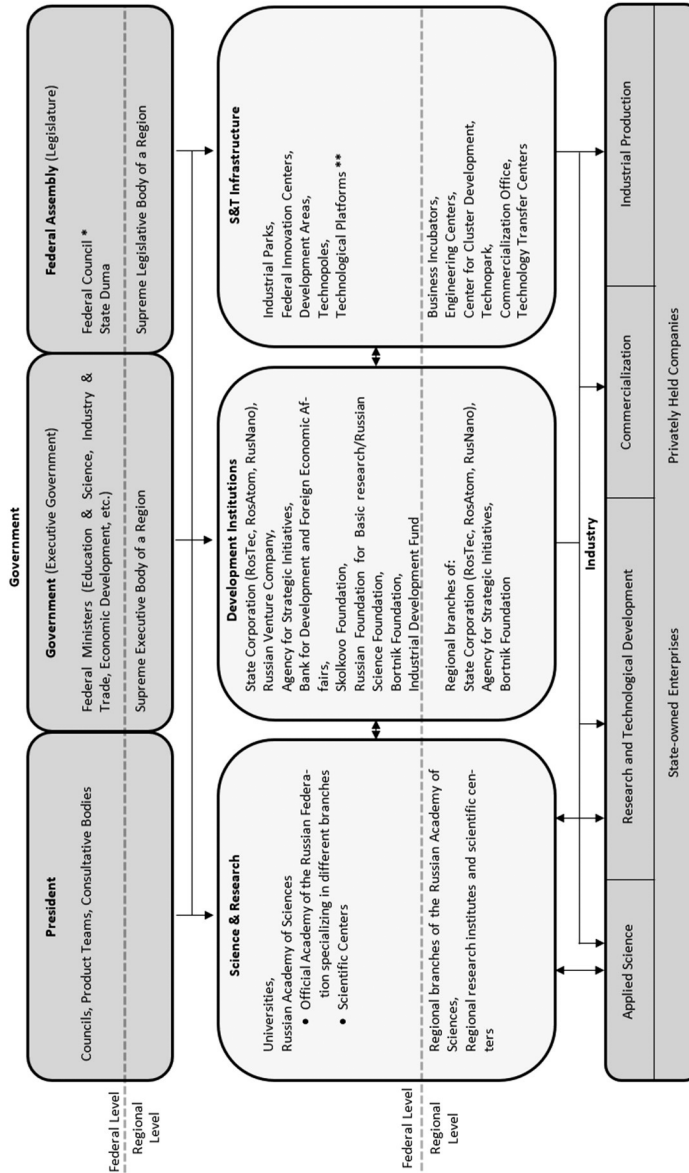 Government
President
Councils, Product Teams, Consultative Bodies
Government (Executive Government)
Federal Ministers (Education & Science, Industry &
Trade, Economic Development, etc.)
Supreme Executive Body of a Region
Federal Assembly (Legislature)
Federal Council *
State Duma
Supreme Legislative Body of a Region
Federal Level
Regional
Level
Science & Research
Universities,
Russian Academy of Sciences
• Official Academy of the Russian Federa-
tion specializing in different branches
• Scientific Centers
Regional branches of the Russian Academy of
Sciences,
Regional research institutes and scientific cen-
ters
Development Institutions
State Corporation (RosTec, RosAtom, RusNano),
Russian Venture Company,
Agency for Strategic Initiatives,
Bank for Development and Foreign Economic Af-
fairs,
Skolkovo Foundation,
Russian Foundation for Basic research/Russian
Science Foundation,
Bortnik Foundation,
Industrial Development Fund
Regional branches of:
State Corporation (RosTec, RosAtom, RusNano),
Agency for Strategic Initiatives,
Bortnik Foundation
S&T Infrastructure
Industrial Parks,
Federal Innovation Centers,
Development Areas,
Technopoles,
Technological Platforms **
Business Incubators,
Engineering Centers,
Center for Cluster Development,
Technopark,
Commercialization Office,
Technology Transfer Centers
Federal Level
Regional
Level
Industry
Applied Science
Research and Technological Development
Commercialization
Industrial Production
State-owned Enterprises
Privately Held Companies